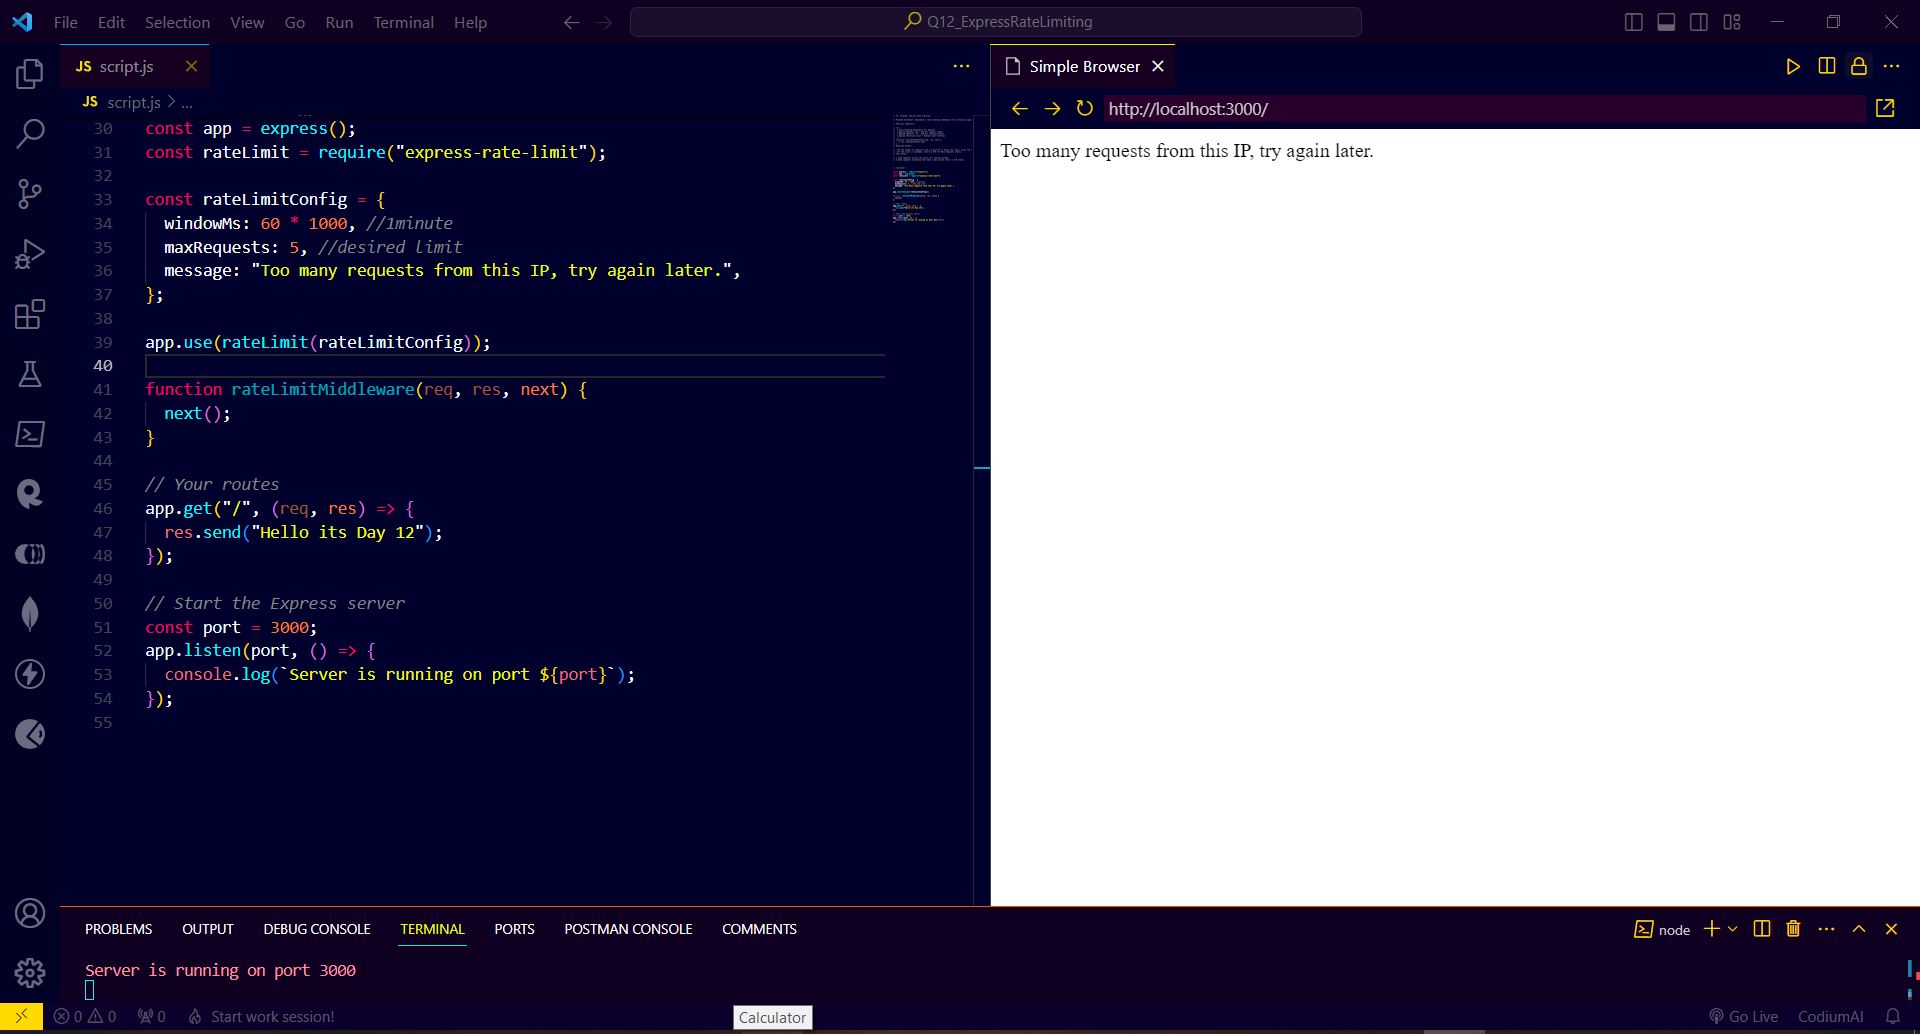 File Edit Selection View Go Run Terminal Help
Q12_ExpressRateLimiting
JS script.js
JS script.js > ...
30 const app = express();
31 const rateLimit = require("express-rate-limit");
32
33 const rateLimitConfig = {
34 windowMs: 60 * 1000, //1minute
35 maxRequests: 5, //desired limit
36 message: "Too many requests from this IP, try again later.",
37 };
38
39 app.use(rateLimit(rateLimitConfig));
40
41 function rateLimitMiddleware(req, res, next) {
42 next();
43 }
44
45 // Your routes
46 app.get("/", (req, res) => {
47 res.send("Hello its Day 12");
48 });
49
50 // Start the Express server
51 const port = 3000;
52 app.listen(port, () => {
53 console.log(`Server is running on port ${port}`);
54 });
55
Simple Browser
http://localhost:3000/
Too many requests from this IP, try again later.
PROBLEMS OUTPUT DEBUG CONSOLE TERMINAL PORTS POSTMAN CONSOLE COMMENTS
node
Server is running on port 3000
0 0 0 Start work session!
Calculator
Go Live CodiumAI